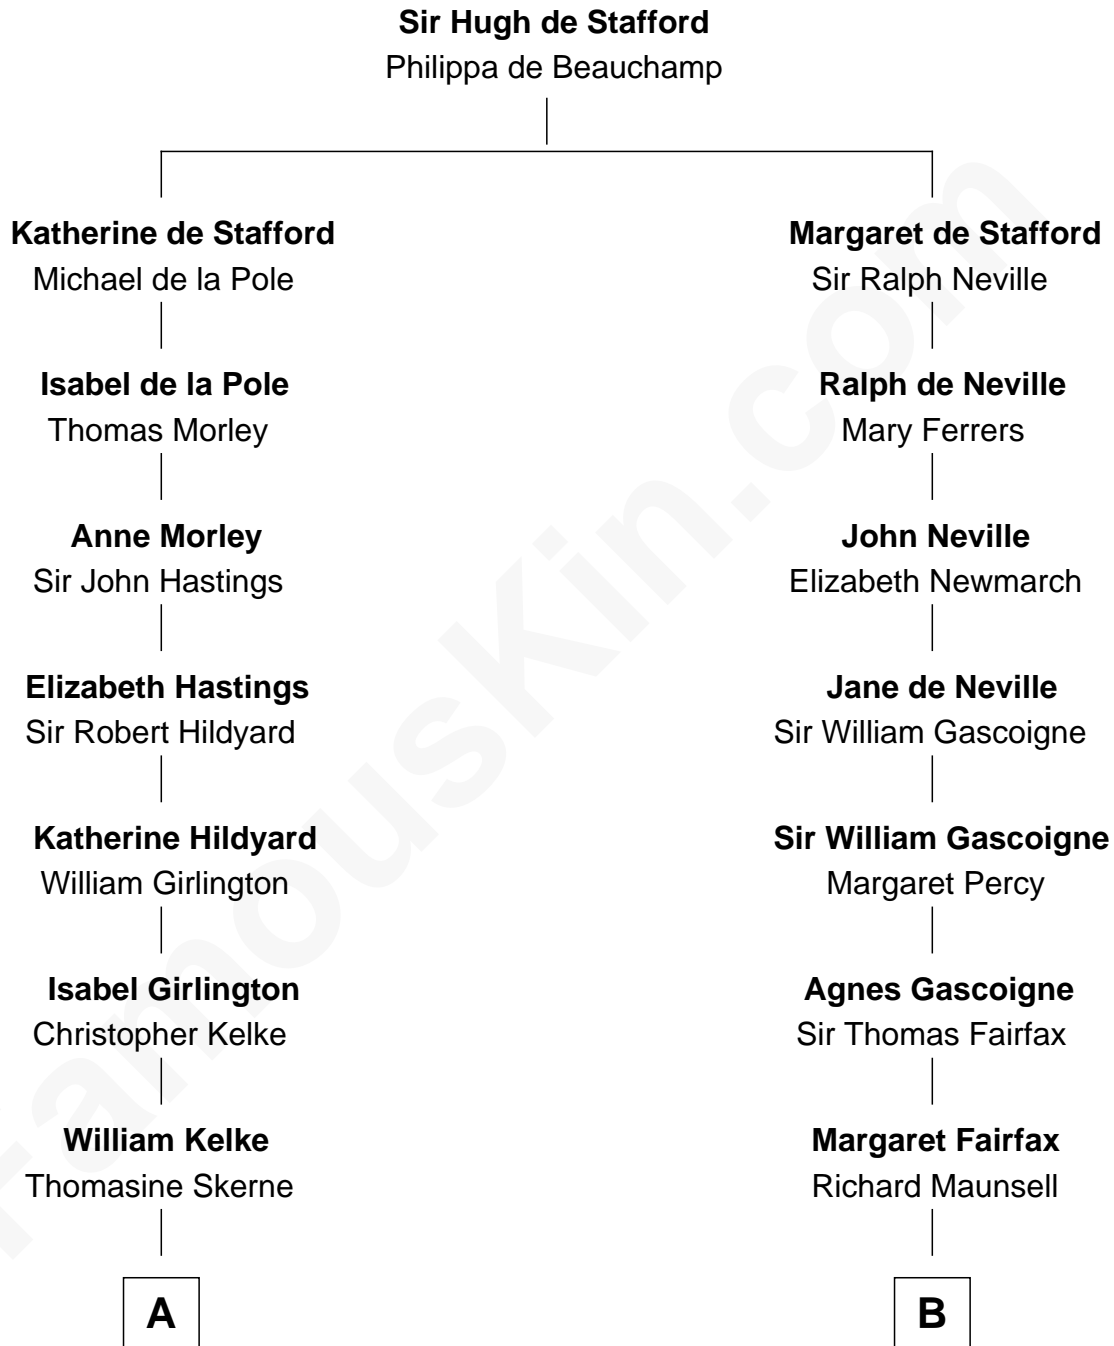 Sir Hugh de Stafford
Philippa de Beauchamp
Katherine de Stafford
Michael de la Pole
Margaret de Stafford
Sir Ralph Neville
Isabel de la Pole
Thomas Morley
Ralph de Neville
Mary Ferrers
Anne Morley
Sir John Hastings
John Neville
Elizabeth Newmarch
Elizabeth Hastings
Sir Robert Hildyard
Jane de Neville
Sir William Gascoigne
Katherine Hildyard
William Girlington
Sir William Gascoigne
Margaret Percy
Isabel Girlington
Christopher Kelke
Agnes Gascoigne
Sir Thomas Fairfax
William Kelke
Thomasine Skerne
Margaret Fairfax
Richard Maunsell
A
B
FamousKin.com